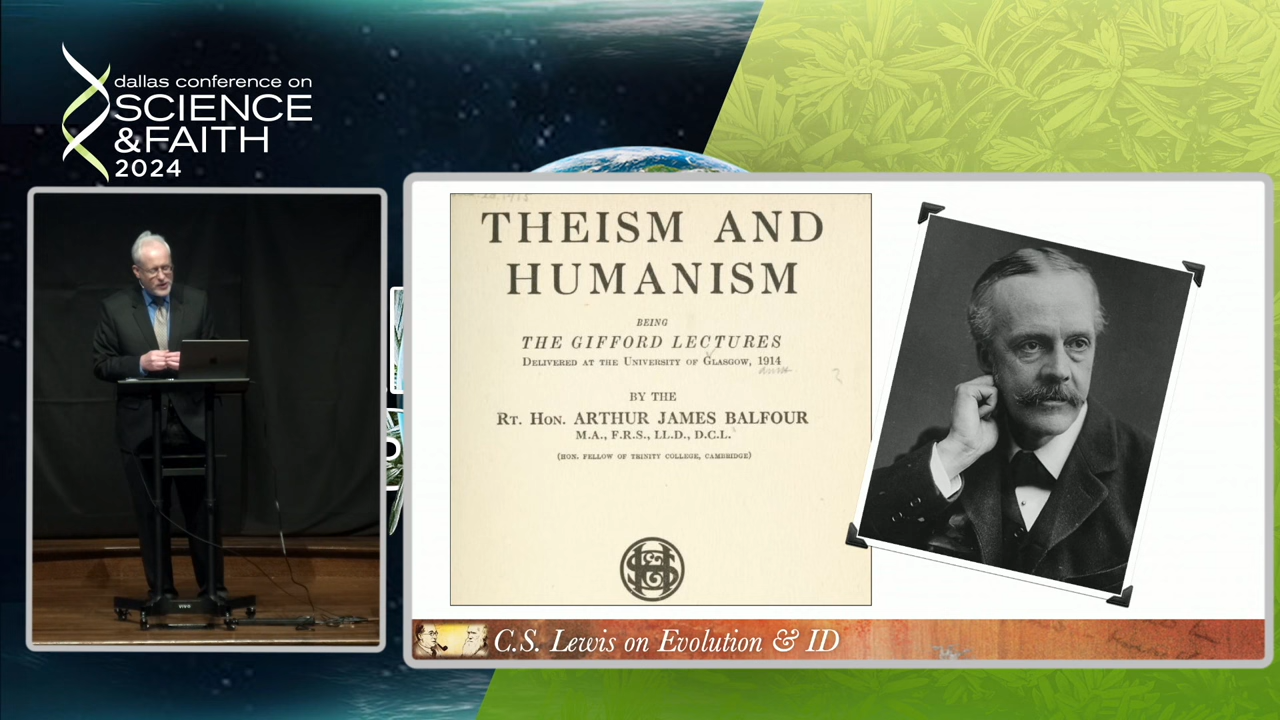 dallas conference on
SCIENCE
&FAITH
2024
THEISM AND
HUMANISM
BEING
THE GIFFORD LECTURES
DELIVERED AT THE UNIVERSITY OF GLASGOW, 1914
BY THE
RT. HON. ARTHUR JAMES BALFOUR
M.A., F.R.S., LL.D., D.C.L.
(HON. FELLOW OF TRINITY COLLEGE, CAMBRIDGE)
C.S. Lewis on Evolution & ID